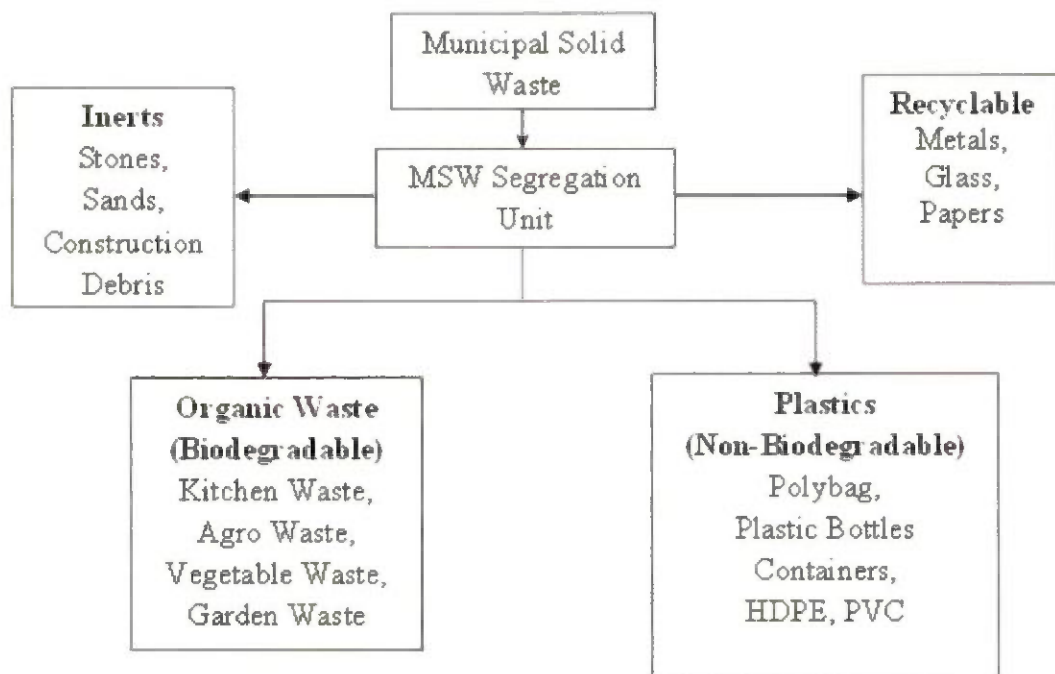 Municipal Solid
Waste
Inerts
Stones,
Sands,
Construction
Debris
MSW Segregation
Unit
Recyclable
Metals,
Glass,
Papers
Organic Waste
(Biodegradable)
Kitchen Waste,
Agro Waste,
Vegetable Waste,
Garden Waste
Plastics
(Non-Biodegradable)
Polybag,
Plastic Bottles
Containers,
HDPE, PVC